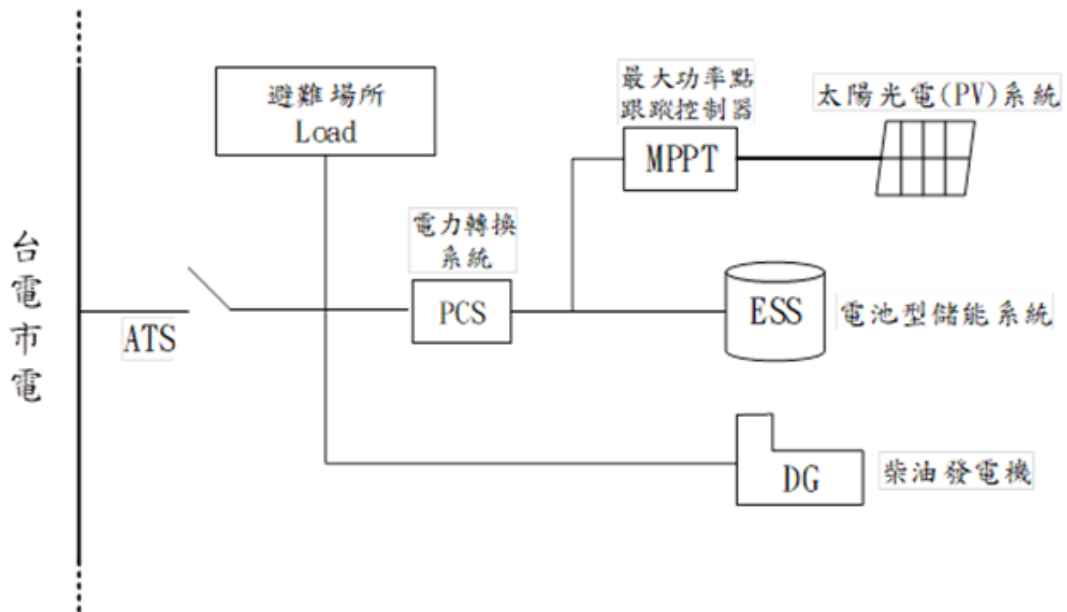 避難場所
Load
最大功率點
跟蹤控制器
MPPT
太陽光電(PV)系統
台電市電
ATS
電力轉換
系統
PCS
ESS
電池型儲能系統
DG
柴油發電機